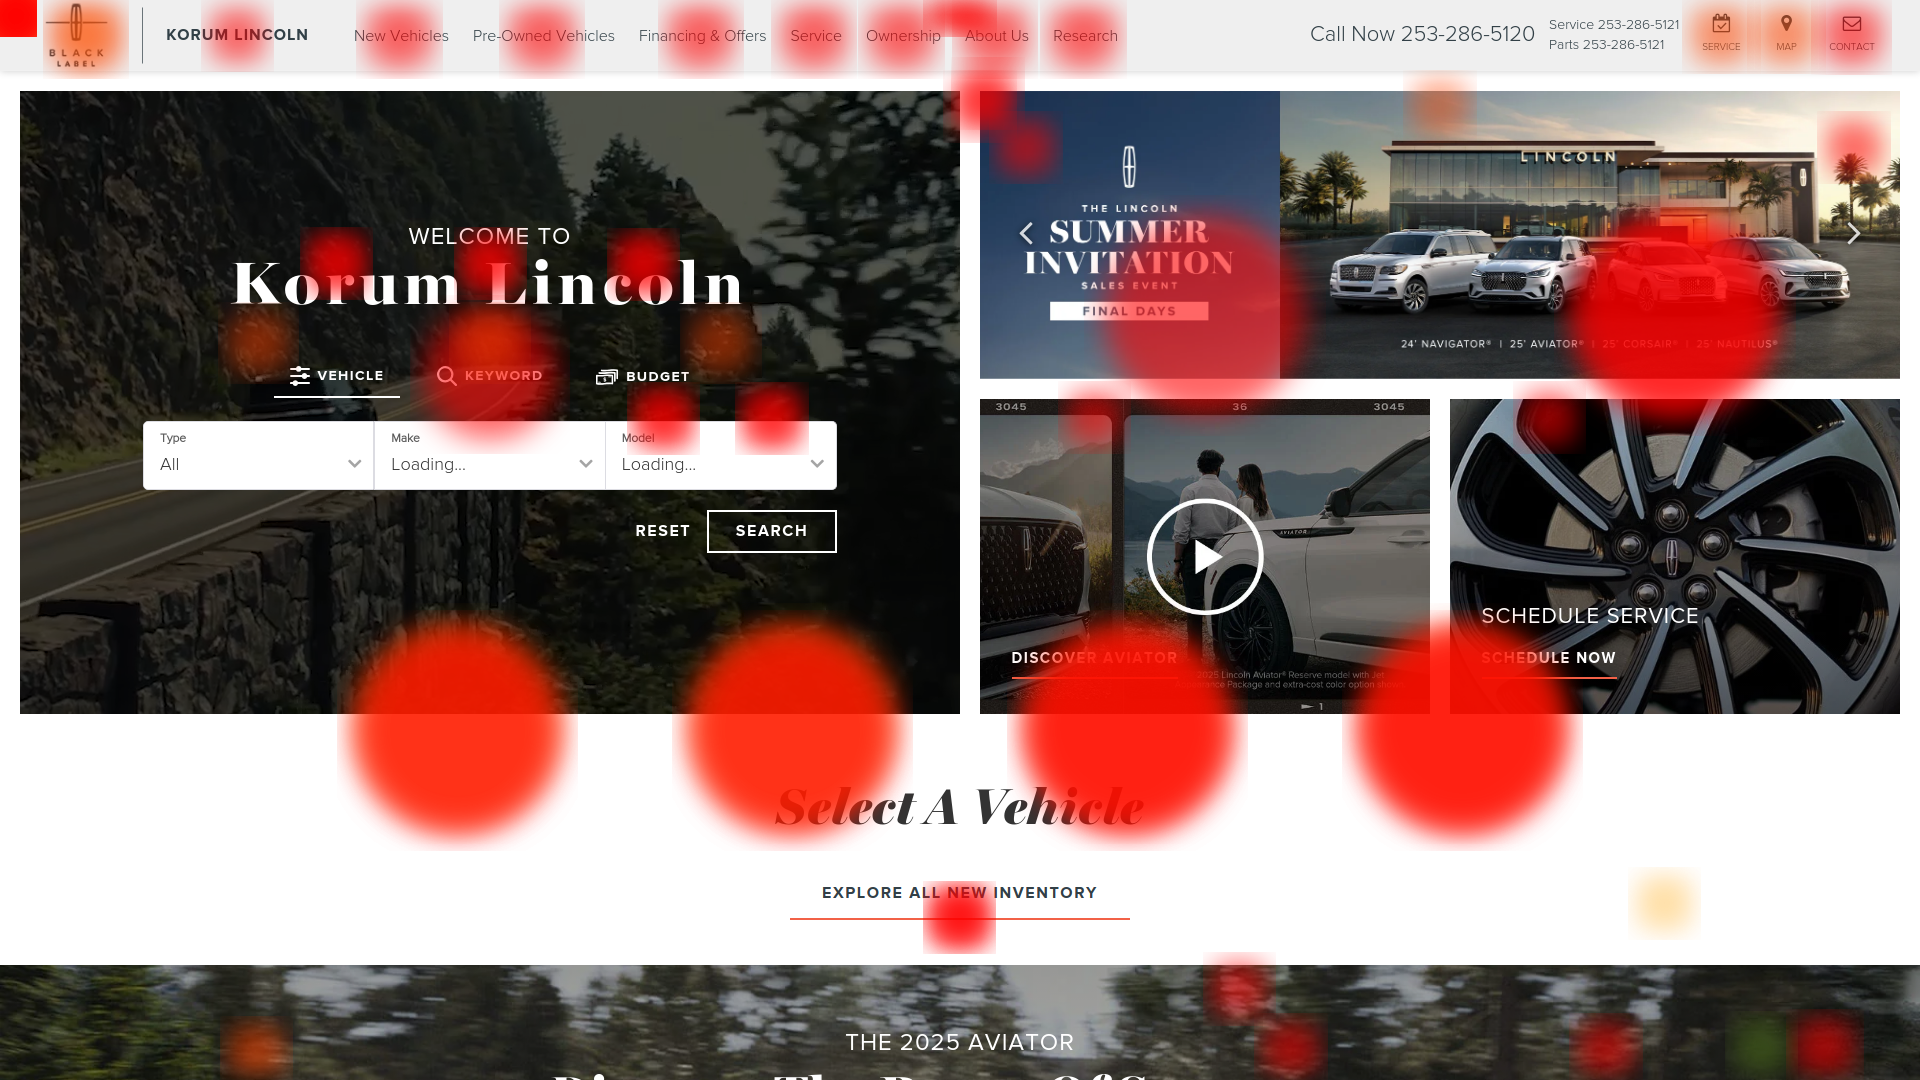 BLACK
LABEL
KORUM LINCOLN
New Vehicles
Pre-Owned Vehicles
Financing & Offers
Service
Ownership
About Us
Research
Call Now 253-286-5120
Service 253-286-5121
Parts 253-286-5121
SERVICE
MAP
CONTACT
WELCOME TO
Korum Lincoln
VEHICLE
KEYWORD
BUDGET
Type
All
Make
Loading...
Model
Loading...
RESET
SEARCH
THE LINCOLN
SUMMER
INVITATION
SALES EVENT
FINAL DAYS
LINCOLN
24' NAVIGATOR® | 25' AVIATOR® | 25' CORSAIR® | 25' NAUTILUS®
3045
36
3045
AVIATOR
DISCOVER AVIATOR
2025 Lincoln Aviator® Reserve model with Jet
Package and extra-cost color option
1
SCHEDULE SERVICE
SCHEDULE NOW
Select A Vehicle
EXPLORE ALL NEW INVENTORY
THE 2025 AVIATOR